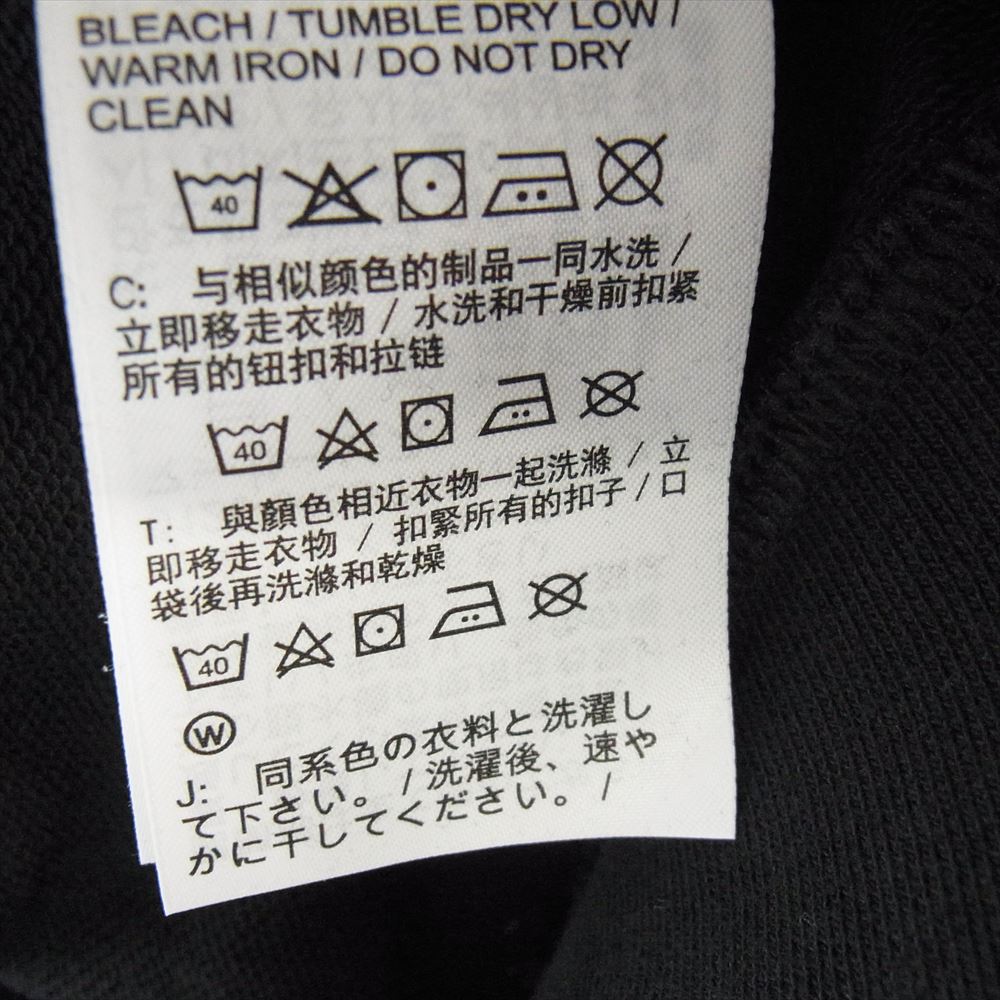 BLEACH / TUMBLE DRY LOW /
WARM IRON / DO NOT DRY
CLEAN
40
C: 与相似颜色的制品一同水洗 /
立即移走衣物 / 水洗和干燥前扣紧
所有的钮扣和拉链
40
T: 與顏色相近衣物一起洗滌 / 立
即移走衣物 / 扣緊所有的扣子 / 口
袋後再洗滌和乾燥
40
W
J: 同系色の衣料と洗濯し
て下さい。 / 洗濯後、速や
かに干してください。 /